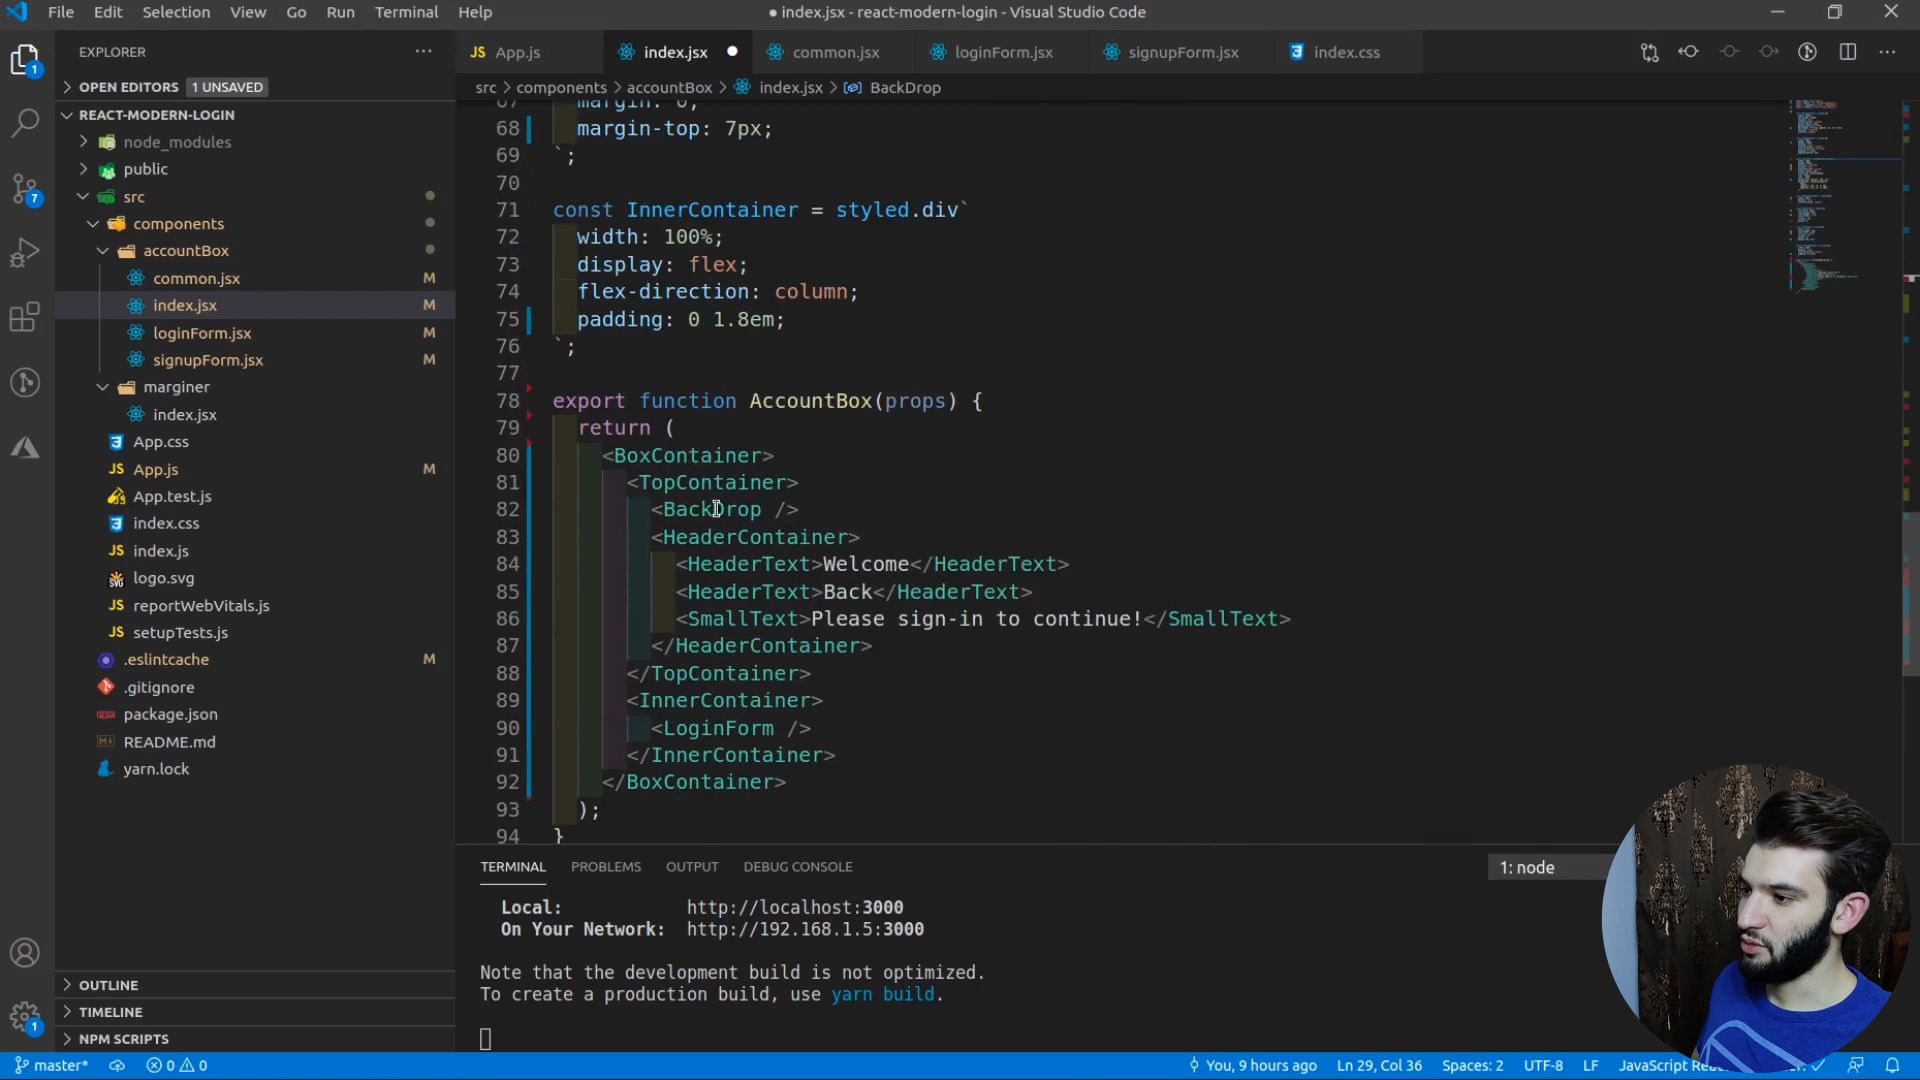 File Edit Selection View Go Run Terminal Help
● index.jsx - react-modern-login - Visual Studio Code
EXPLORER
App.js index.jsx common.jsx loginForm.jsx signupForm.jsx index.css
OPEN EDITORS 1 UNSAVED
src > components > accountBox > index.jsx > BackDrop
REACT-MODERN-LOGIN
node_modules
public
src
components
accountBox
common.jsx M
index.jsx M
loginForm.jsx M
signupForm.jsx M
marginer
index.jsx
App.css
App.js M
App.test.js
index.css
index.js
logo.svg
reportWebVitals.js
setupTests.js
.eslintcache M
.gitignore
package.json
README.md
yarn.lock
OUTLINE
TIMELINE
NPM SCRIPTS
1
7
1
67 margin: 0;
68 margin-top: 7px;
69 `;
70
71 const InnerContainer = styled.div`
72 width: 100%;
73 display: flex;
74 flex-direction: column;
75 padding: 0 1.8em;
76 `;
77
78 export function AccountBox(props) {
79 return (
80 <BoxContainer>
81 <TopContainer>
82 <BackDrop />
83 <HeaderContainer>
84 <HeaderText>Welcome</HeaderText>
85 <HeaderText>Back</HeaderText>
86 <SmallText>Please sign-in to continue!</SmallText>
87 </HeaderContainer>
88 </TopContainer>
89 <InnerContainer>
90 <LoginForm />
91 </InnerContainer>
92 </BoxContainer>
93 );
94 }
TERMINAL PROBLEMS OUTPUT DEBUG CONSOLE
1: node
Local: http://localhost:3000
On Your Network: http://192.168.1.5:3000
Note that the development build is not optimized.
To create a production build, use yarn build.
master* 0 0
You, 9 hours ago Ln 29, Col 36 Spaces: 2 UTF-8 LF JavaScript